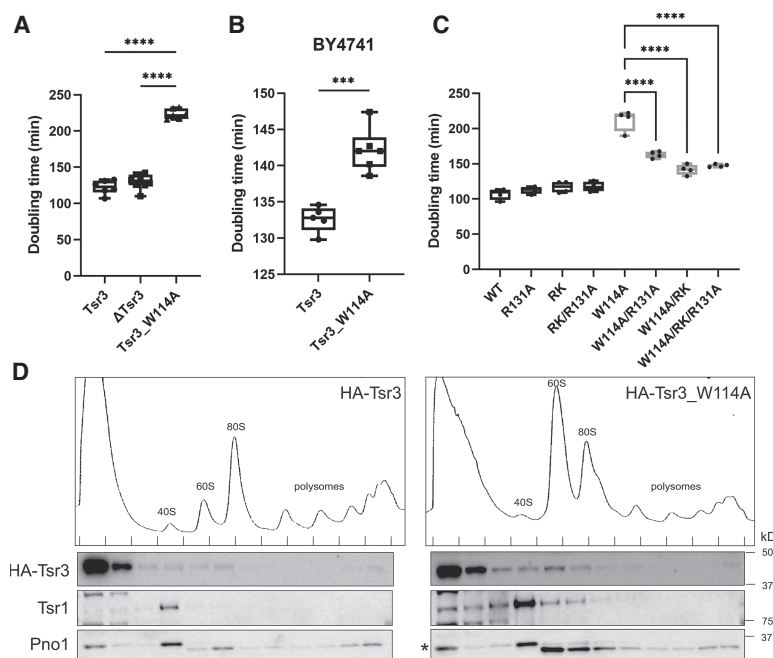 A
****
****
Doubling time (min)
250
200
150
100
50
0
Tsr3
ΔTsr3
Tsr3_W114A
B
BY4741
***
Doubling time (min)
150
145
140
135
130
125
Tsr3
Tsr3_W114A
C
****
****
****
Doubling time (min)
250
200
150
100
50
0
WT
R131A
RK
RK/R131A
W114A
W114A/R131A
W114A/RK
W114A/RK/R131A
D
HA-Tsr3
40S
60S
80S
polysomes
HA-Tsr3_W114A
40S
60S
80S
polysomes
HA-Tsr3
Tsr1
Pno1
*
50
37
75
37